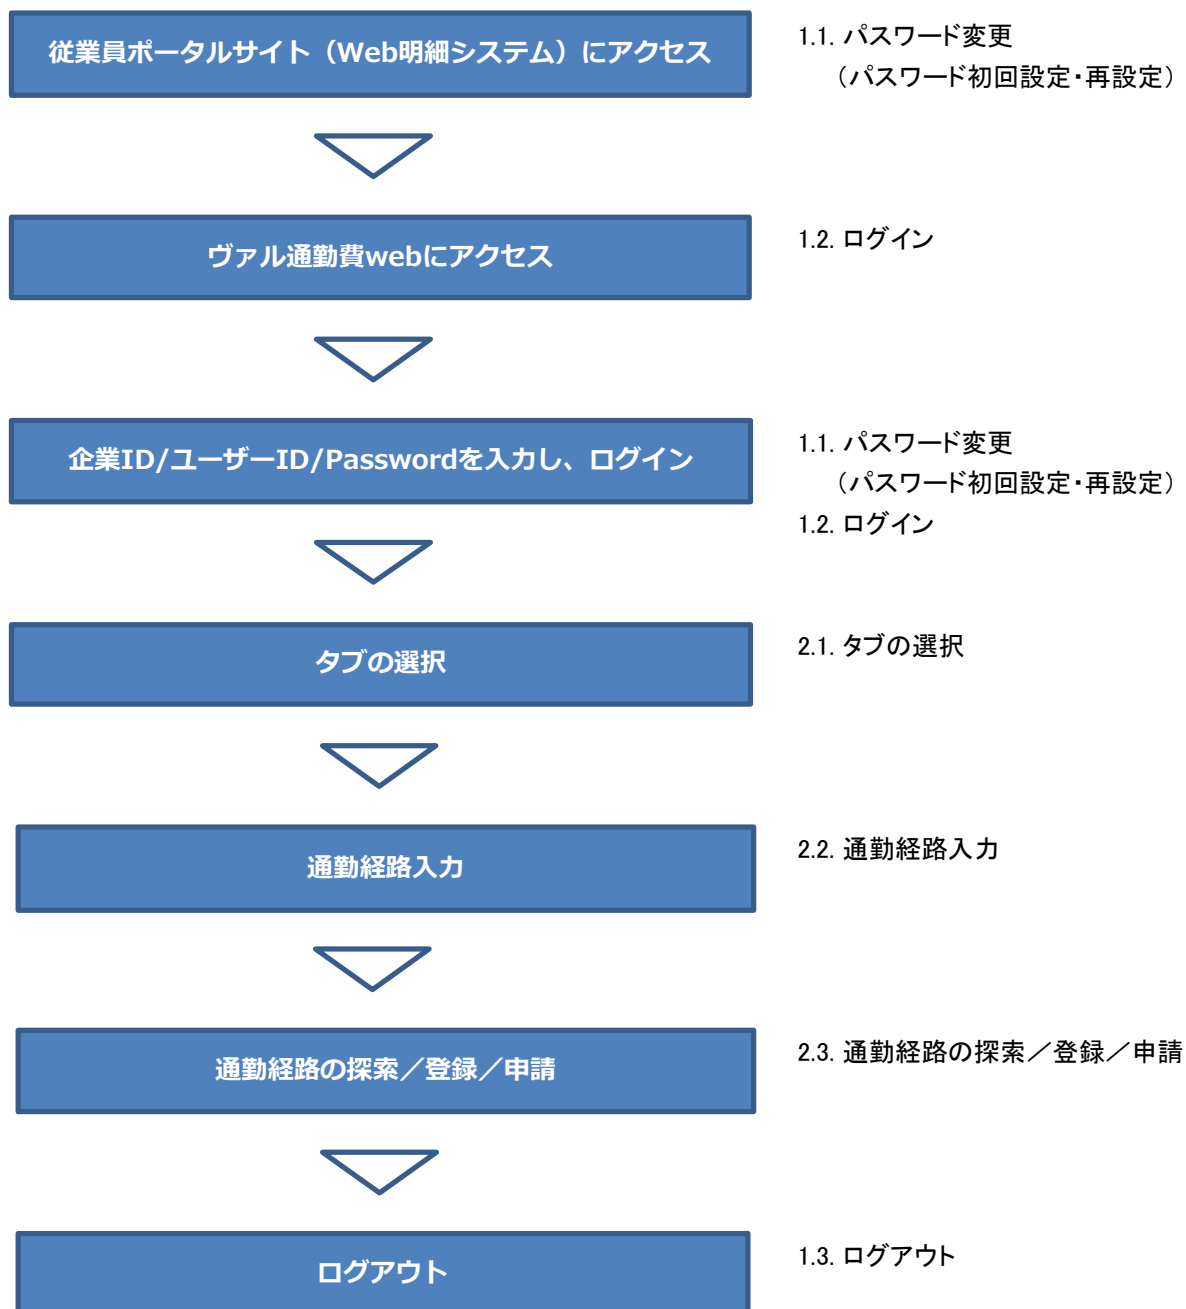 従業員ポータルサイト（Web明細システム）にアクセス
1.1. パスワード変更
（パスワード初回設定・再設定）
ヴァル通勤費webにアクセス
1.2. ログイン
企業ID/ユーザーID/Passwordを入力し、ログイン
1.1. パスワード変更
（パスワード初回設定・再設定）
1.2. ログイン
タブの選択
2.1. タブの選択
通勤経路入力
2.2. 通勤経路入力
通勤経路の探索／登録／申請
2.3. 通勤経路の探索／登録／申請
ログアウト
1.3. ログアウト